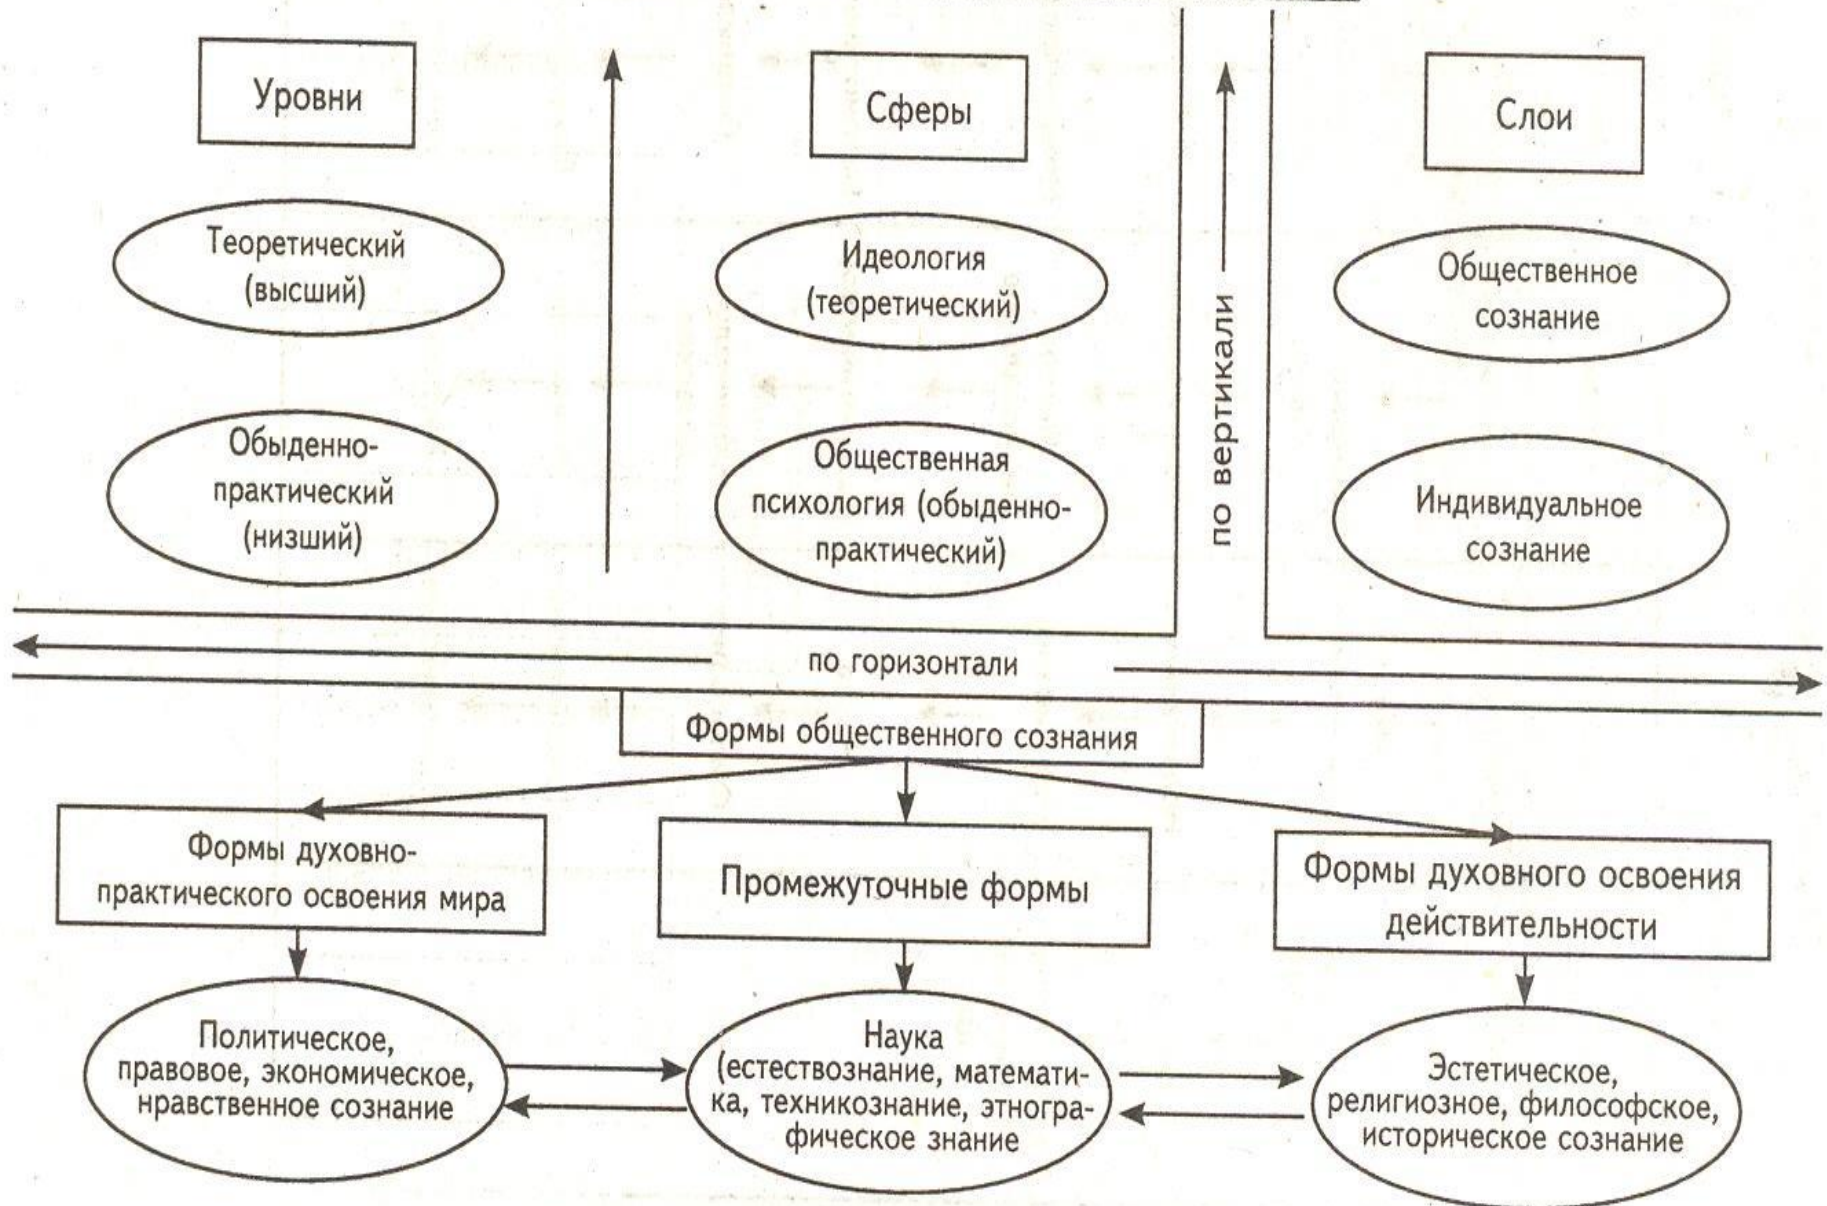 Уровни
Сферы
Слои
Теоретический
(высший)
Идеология
(теоретический)
Общественное
сознание
Обыденно-
практический
(низший)
Общественная
психология (обыденно-
практический)
по вертикали
Индивидуальное
сознание
по горизонтали
Формы общественного сознания
Формы духовно-
практического освоения мира
Промежуточные формы
Формы духовного освоения
действительности
Политическое,
правовое, экономическое,
нравственное сознание
Наука
(естествознание, математи-
ка, техникознание, этногра-
фическое знание
Эстетическое,
религиозное, философское,
историческое сознание